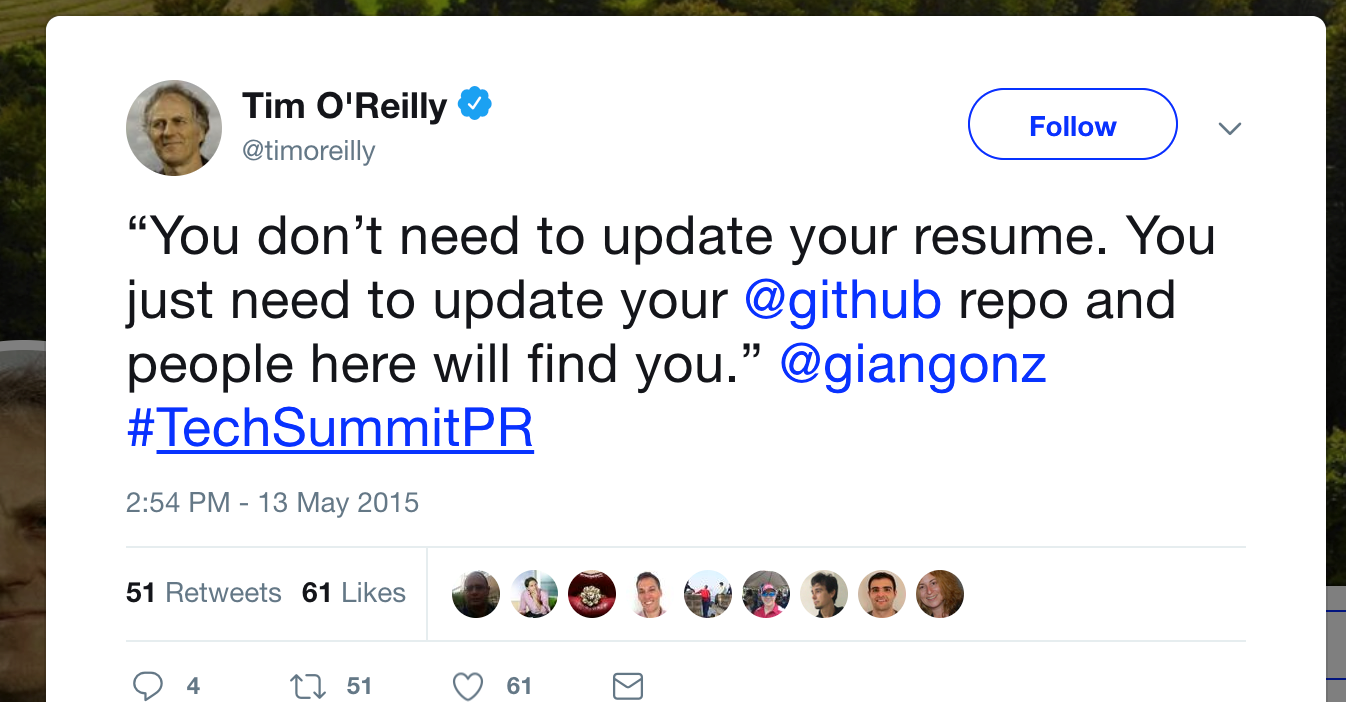 Tim O'Reilly
@timoreilly
Follow
“You don’t need to update your resume. You
just need to update your @github repo and
people here will find you.” @giangonz
#TechSummitPR
2:54 PM - 13 May 2015
51 Retweets 61 Likes
4 51 61